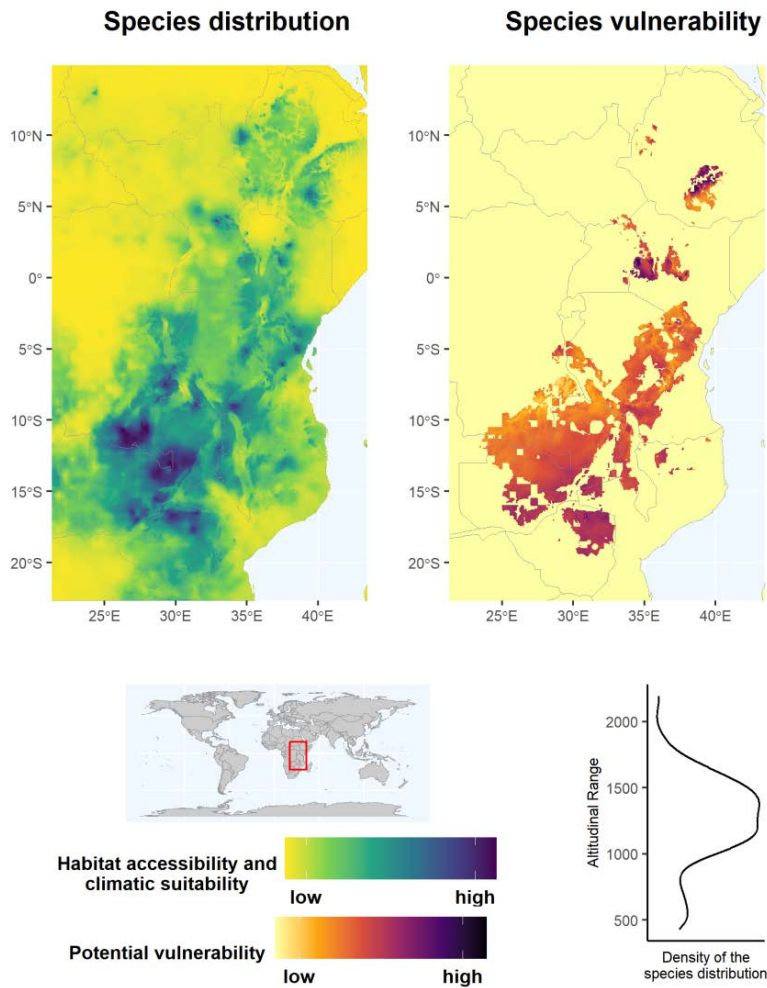 Species distribution
Species vulnerability
10°N
5°N
0°
5°S
10°S
15°S
20°S
25°E
30°E
35°E
40°E
10°N
5°N
0°
5°S
10°S
15°S
20°S
25°E
30°E
35°E
40°E
Habitat accessibility and
climatic suitability
low
high
Potential vulnerability
low
high
Altitudinal Range
2000
1500
1000
500
Density of the
species distribution